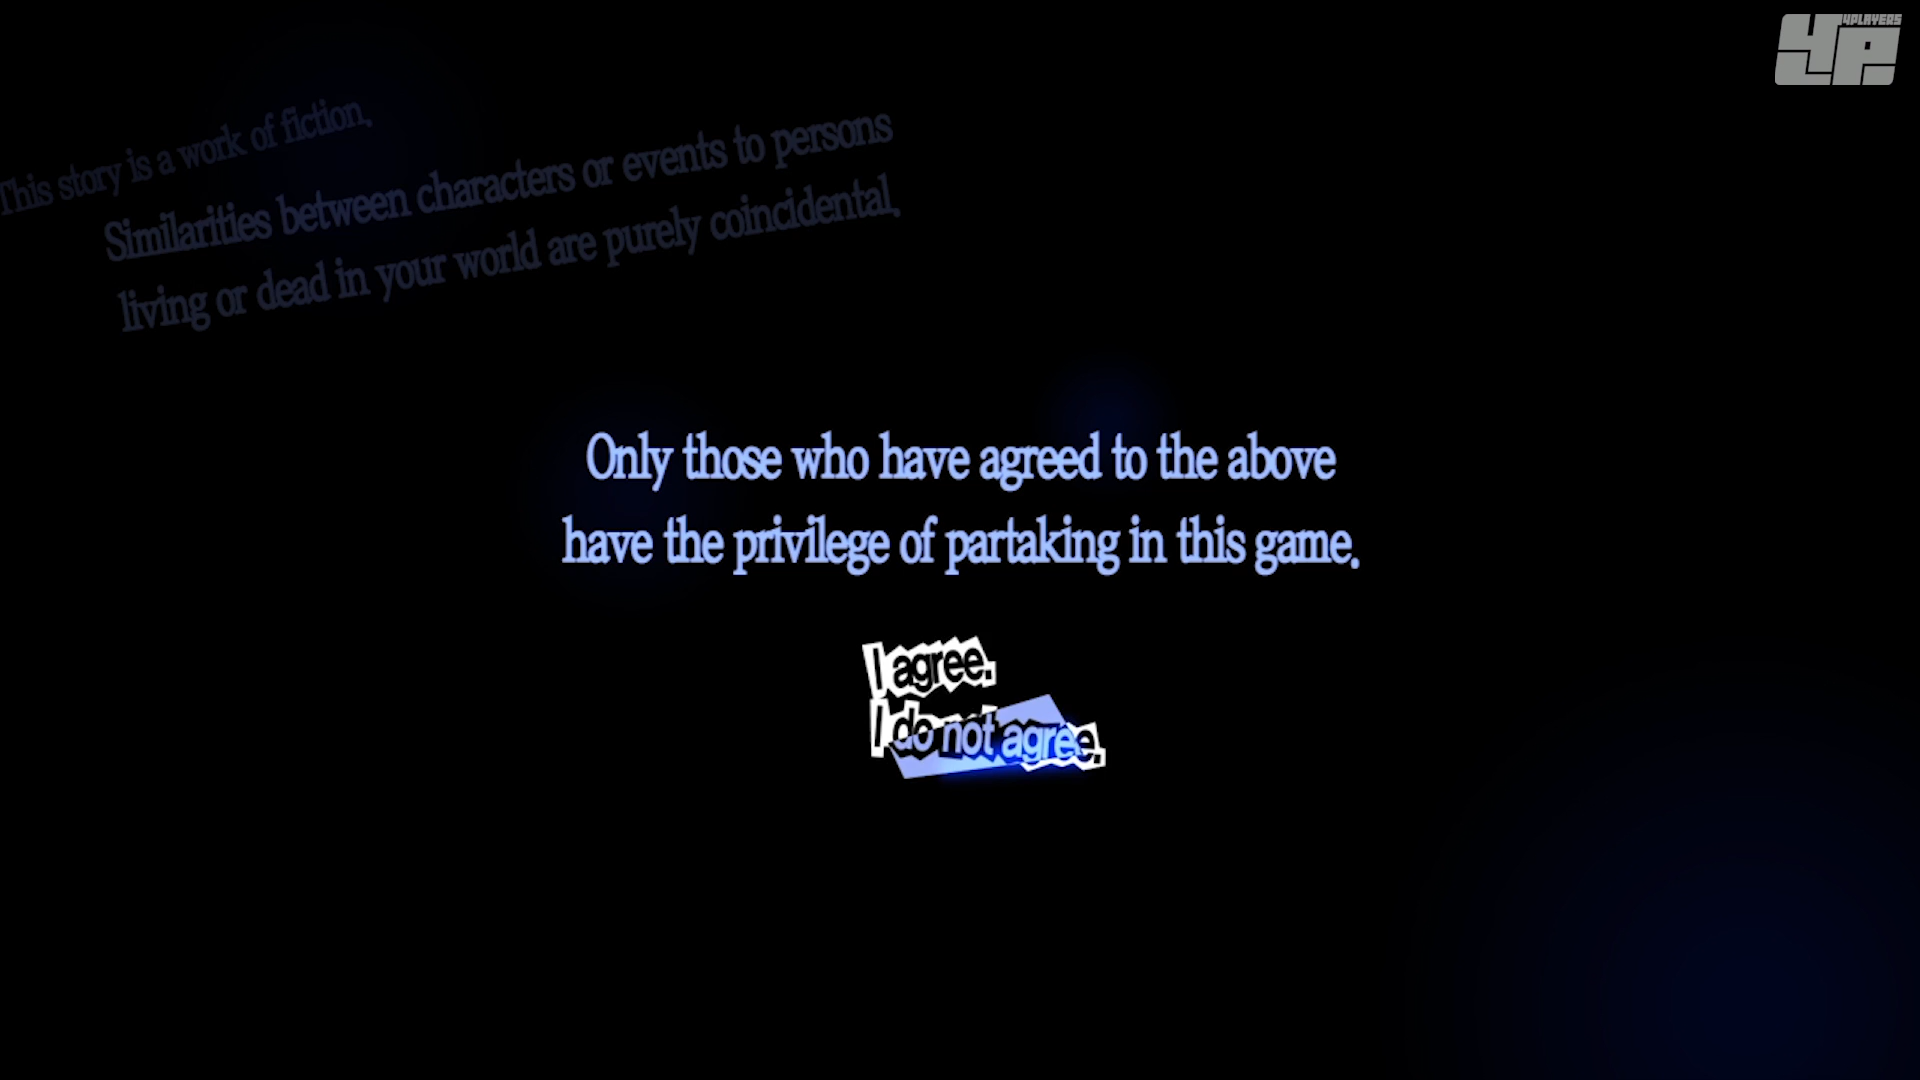 4PLAYERS
4P
This story is a work of fiction.
Similarities between characters or events to persons
living or dead in your world are purely coincidental.
Only those who have agreed to the above
have the privilege of partaking in this game.
I agree.
I do not agree.